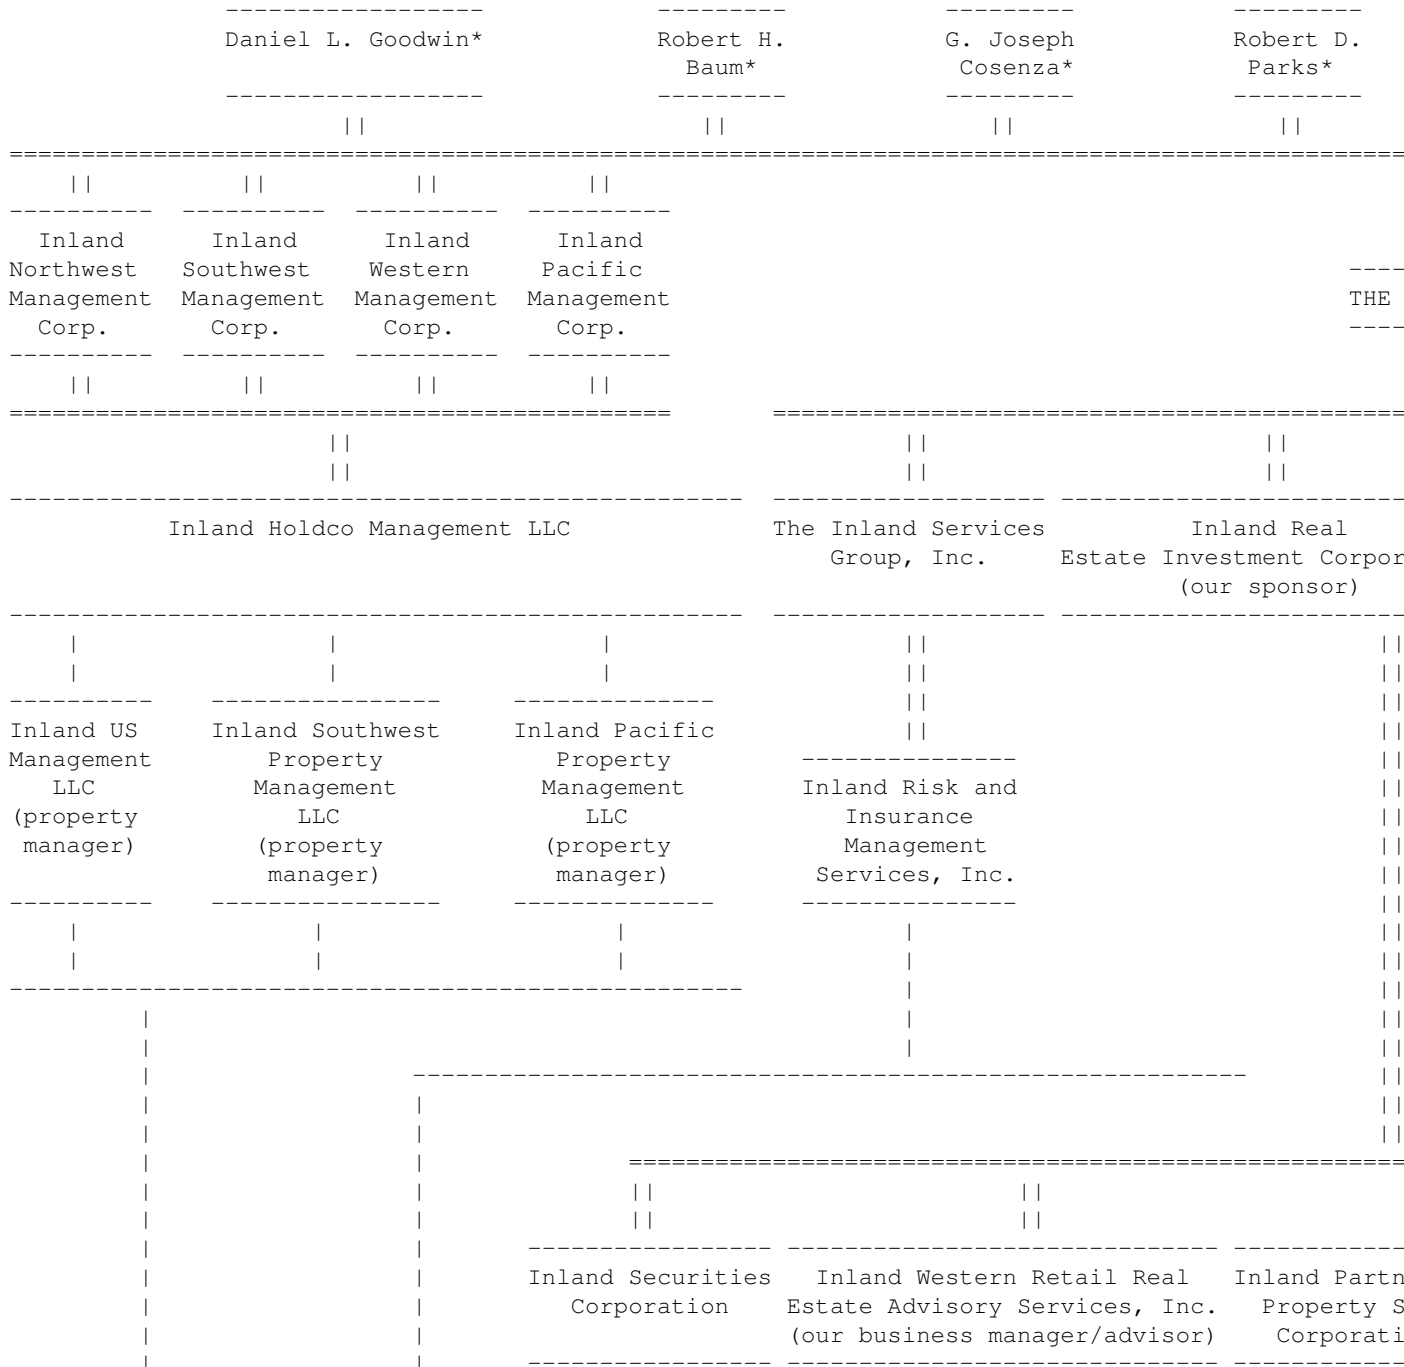 Daniel L. Goodwin* Robert H. G. Joseph Robert D.
Baum* Cosenza* Parks*
Inland Inland Inland Inland
Northwest Southwest Western Pacific
Management Management Management Management THE
Corp. Corp. Corp. Corp.
Inland Holdco Management LLC The Inland Services Inland Real
Group, Inc. Estate Investment Corpor
(our sponsor)
Inland US Inland Southwest Inland Pacific
Management Property Property
LLC Management Management Inland Risk and
(property LLC LLC Insurance
manager) (property (property Management
manager) manager) Services, Inc.
Inland Securities Inland Western Retail Real Inland Partn
Corporation Estate Advisory Services, Inc. Property S
(our business manager/advisor) Corporati